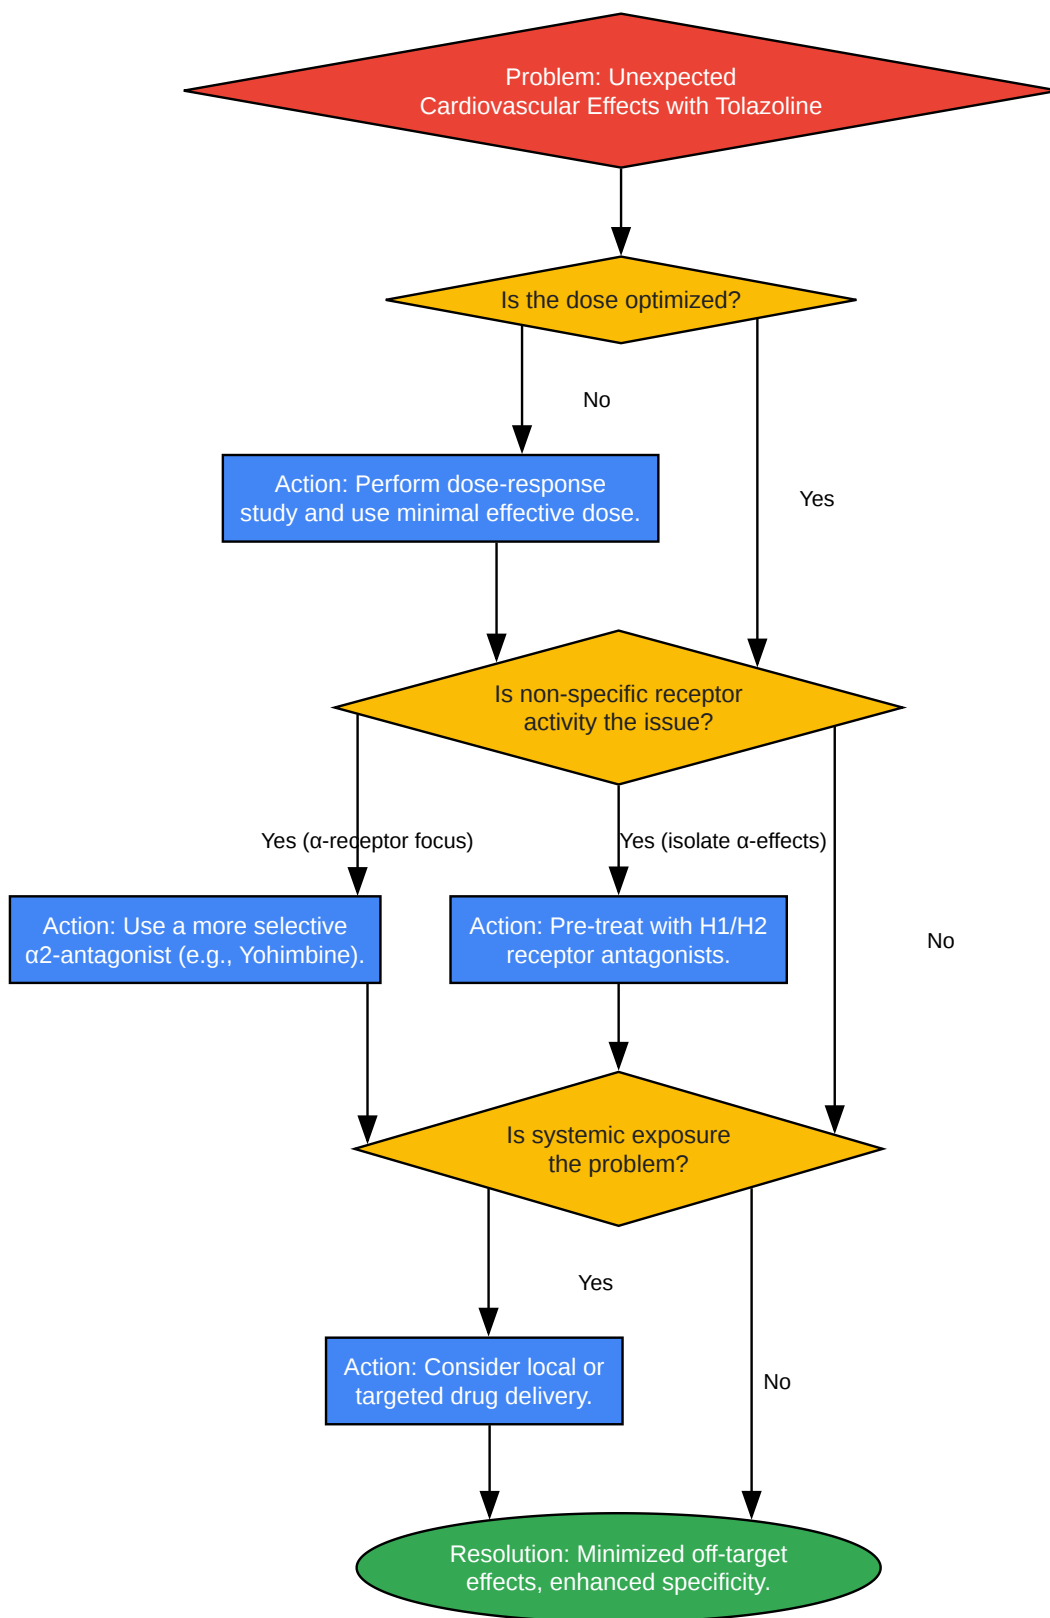 Problem: Unexpected
Cardiovascular Effects with Tolazoline
Is the dose optimized?
No
Action: Perform dose-response
study and use minimal effective dose.
Yes
Is non-specific receptor
activity the issue?
Yes (α-receptor focus)
Yes (isolate α-effects)
Action: Use a more selective
α2-antagonist (e.g., Yohimbine).
Action: Pre-treat with H1/H2
receptor antagonists.
No
Is systemic exposure
the problem?
Yes
Action: Consider local or
targeted drug delivery.
No
Resolution: Minimized off-target
effects, enhanced specificity.